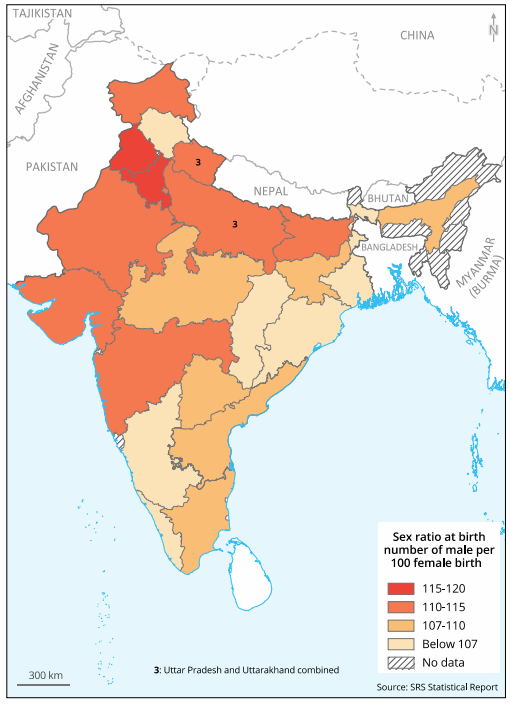 TAJIKISTAN
N
CHINA
AFGHANISTAN
PAKISTAN
3
NEPAL
BHUTAN
3
BANGLADESH
MYANMAR
(BURMA)
Sex ratio at birth
number of male per
100 female birth
115-120
110-115
107-110
Below 107
No data
300 km
3: Uttar Pradesh and Uttarakhand combined
Source: SRS Statistical Report